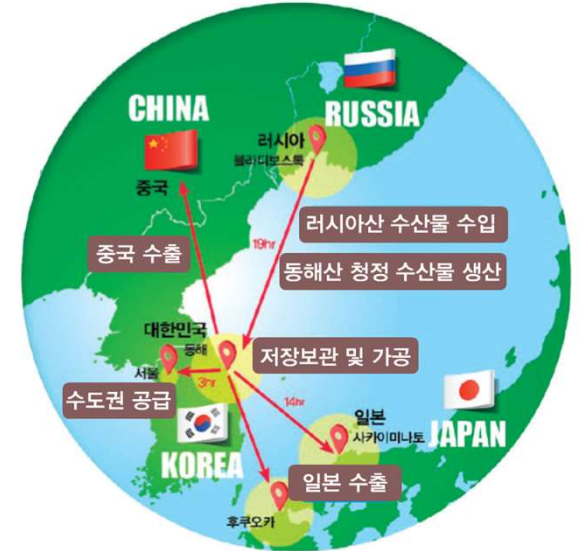 CHINA
RUSSIA
러시아
블라디보스톡
중국
러시아산 수산물 수입
19hr
중국 수출
동해산 청정 수산물 생산
대한민국
동해
저장보관 및 가공
서울
3hr
수도권 공급
14hr
일본
사카이미나토
JAPAN
KOREA
일본 수출
후쿠오카